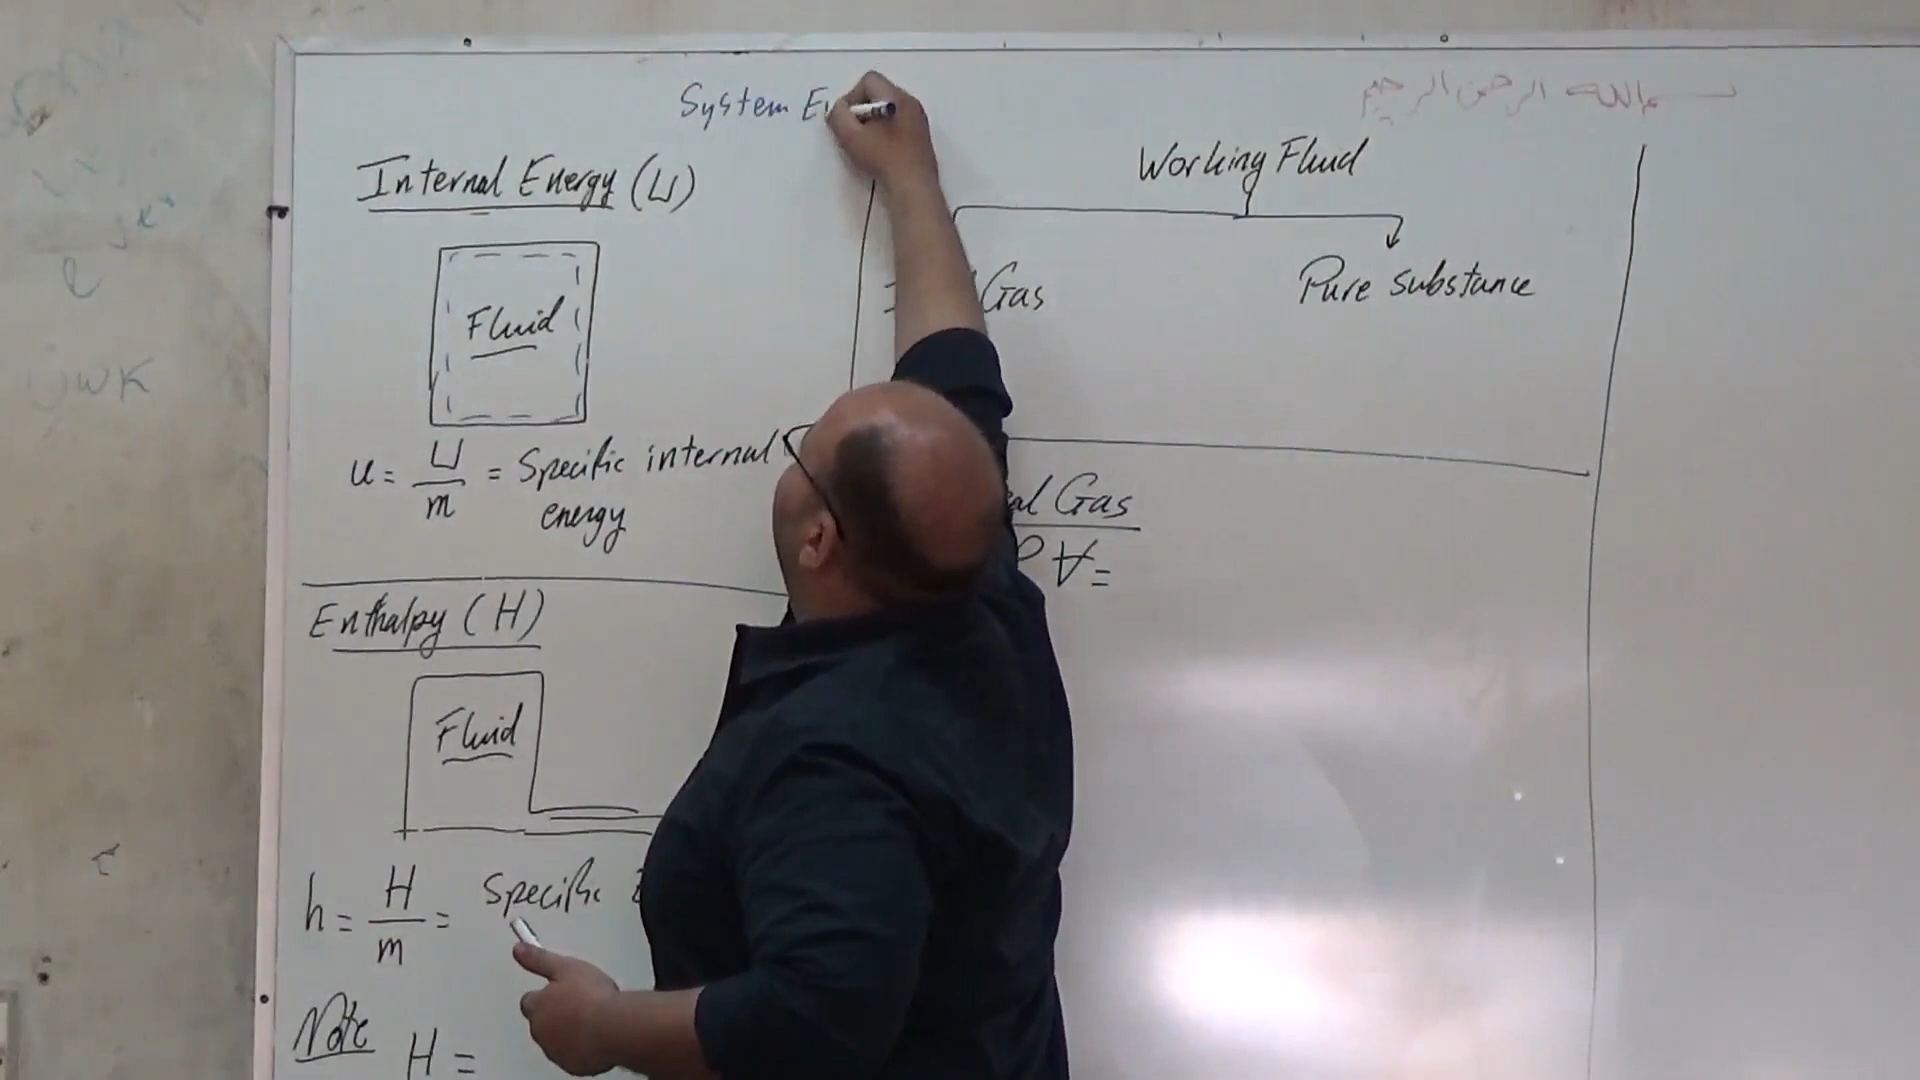 بسم الله الرحمن الرحيم
System
Internal Energy (U)
Fluid
u = U / m = Specific internal
energy
Enthalpy (H)
Fluid
h = H / m = Specific
Note
H =
Working Fluid
Gas
Pure substance
Gas
P V =